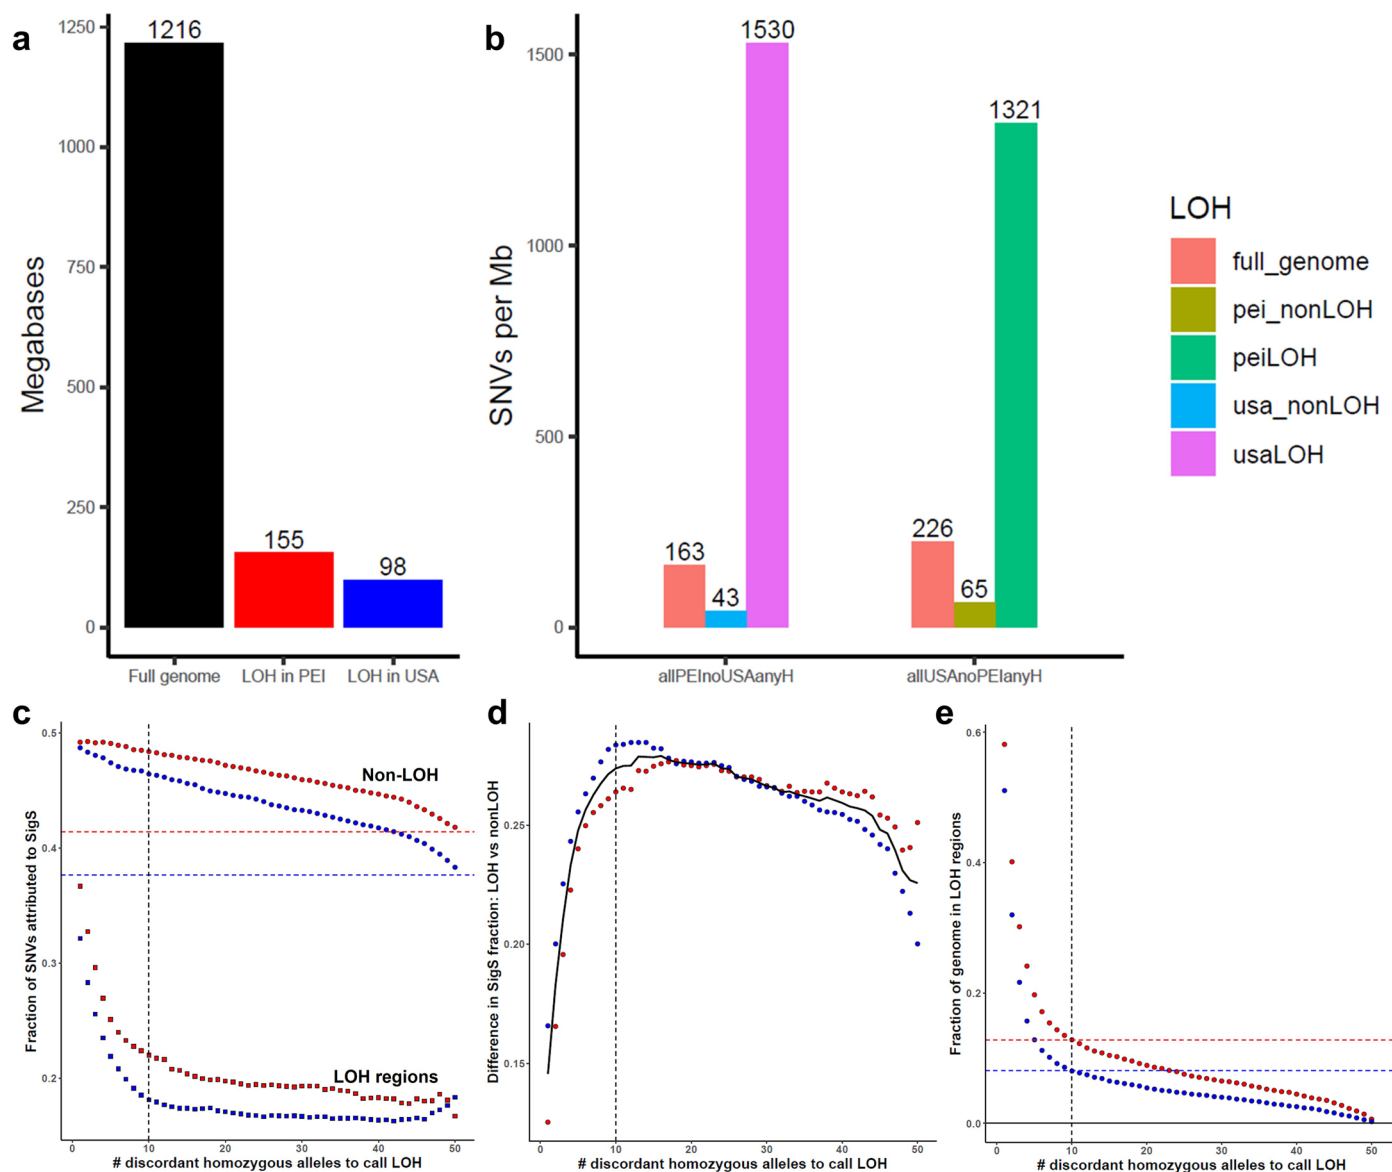 a
Megabases
1250
1000
750
500
250
0
1216
155
98
Full genome
LOH in PEI
LOH in USA
b
SNVs per Mb
1500
1000
500
0
163
43
1530
226
65
1321
allPEInoUSAanyH
allUSAnoPEIanyH
LOH
full_genome
pei_nonLOH
peiLOH
usa_nonLOH
usaLOH
c
Fraction of SNVs attributed to SigS
0.5
0.4
0.3
0.2
Non-LOH
LOH regions
0
10
20
30
40
50
# discordant homozygous alleles to call LOH
d
Difference in SigS fraction: LOH vs nonLOH
0.25
0.20
0.15
0
10
20
30
40
50
# discordant homozygous alleles to call LOH
e
Fraction of genome in LOH regions
0.6
0.4
0.2
0.0
0
10
20
30
40
50
# discordant homozygous alleles to call LOH